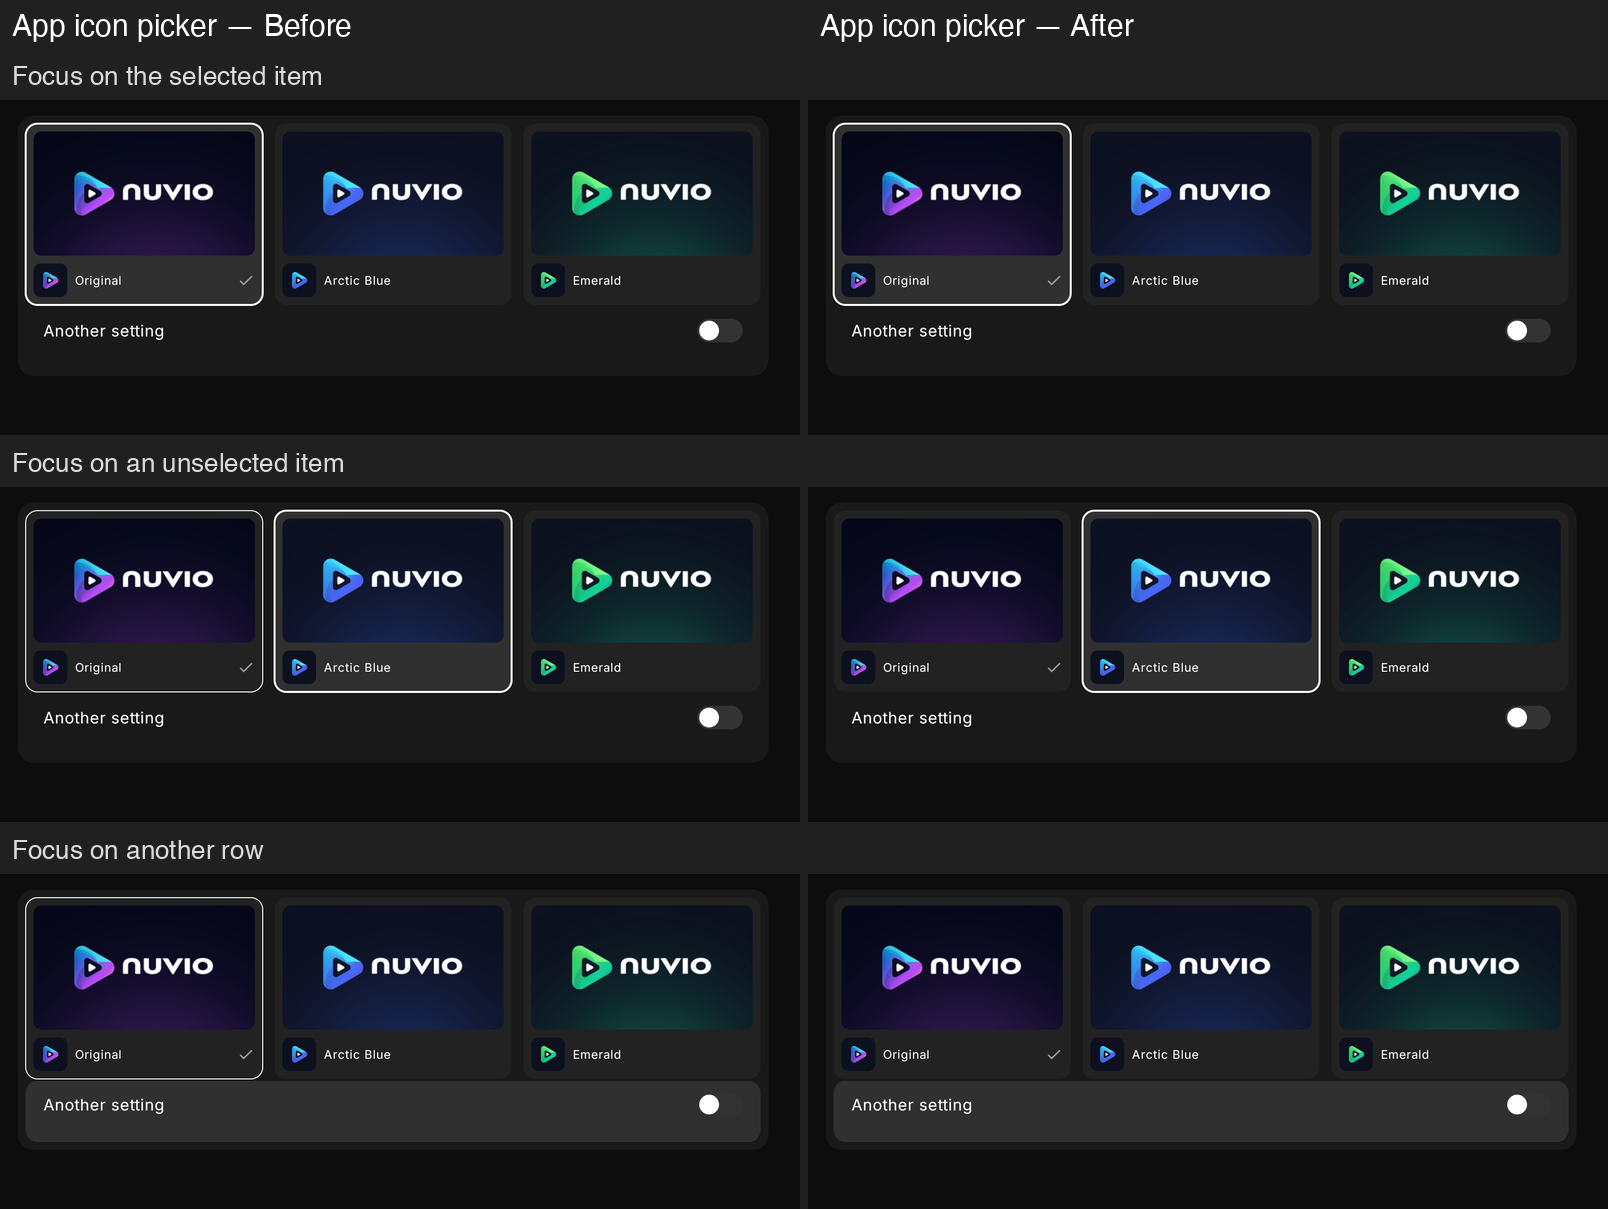 App icon picker — Before
App icon picker — After
Focus on the selected item
nuvio
nuvio
nuvio
nuvio
nuvio
nuvio
Original
Arctic Blue
Emerald
Original
Arctic Blue
Emerald
Another setting
Another setting
Focus on an unselected item
nuvio
nuvio
nuvio
nuvio
nuvio
nuvio
Original
Arctic Blue
Emerald
Original
Arctic Blue
Emerald
Another setting
Another setting
Focus on another row
nuvio
nuvio
nuvio
nuvio
nuvio
nuvio
Original
Arctic Blue
Emerald
Original
Arctic Blue
Emerald
Another setting
Another setting